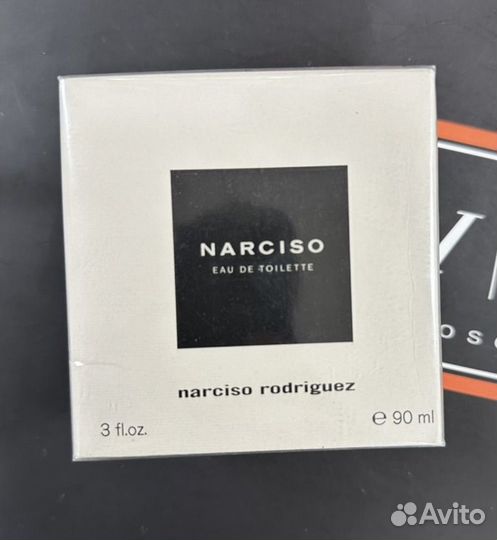 NARCISO
EAU DE TOILETTE
narciso rodriguez
3 fl.oz.
e 90 ml
Avito